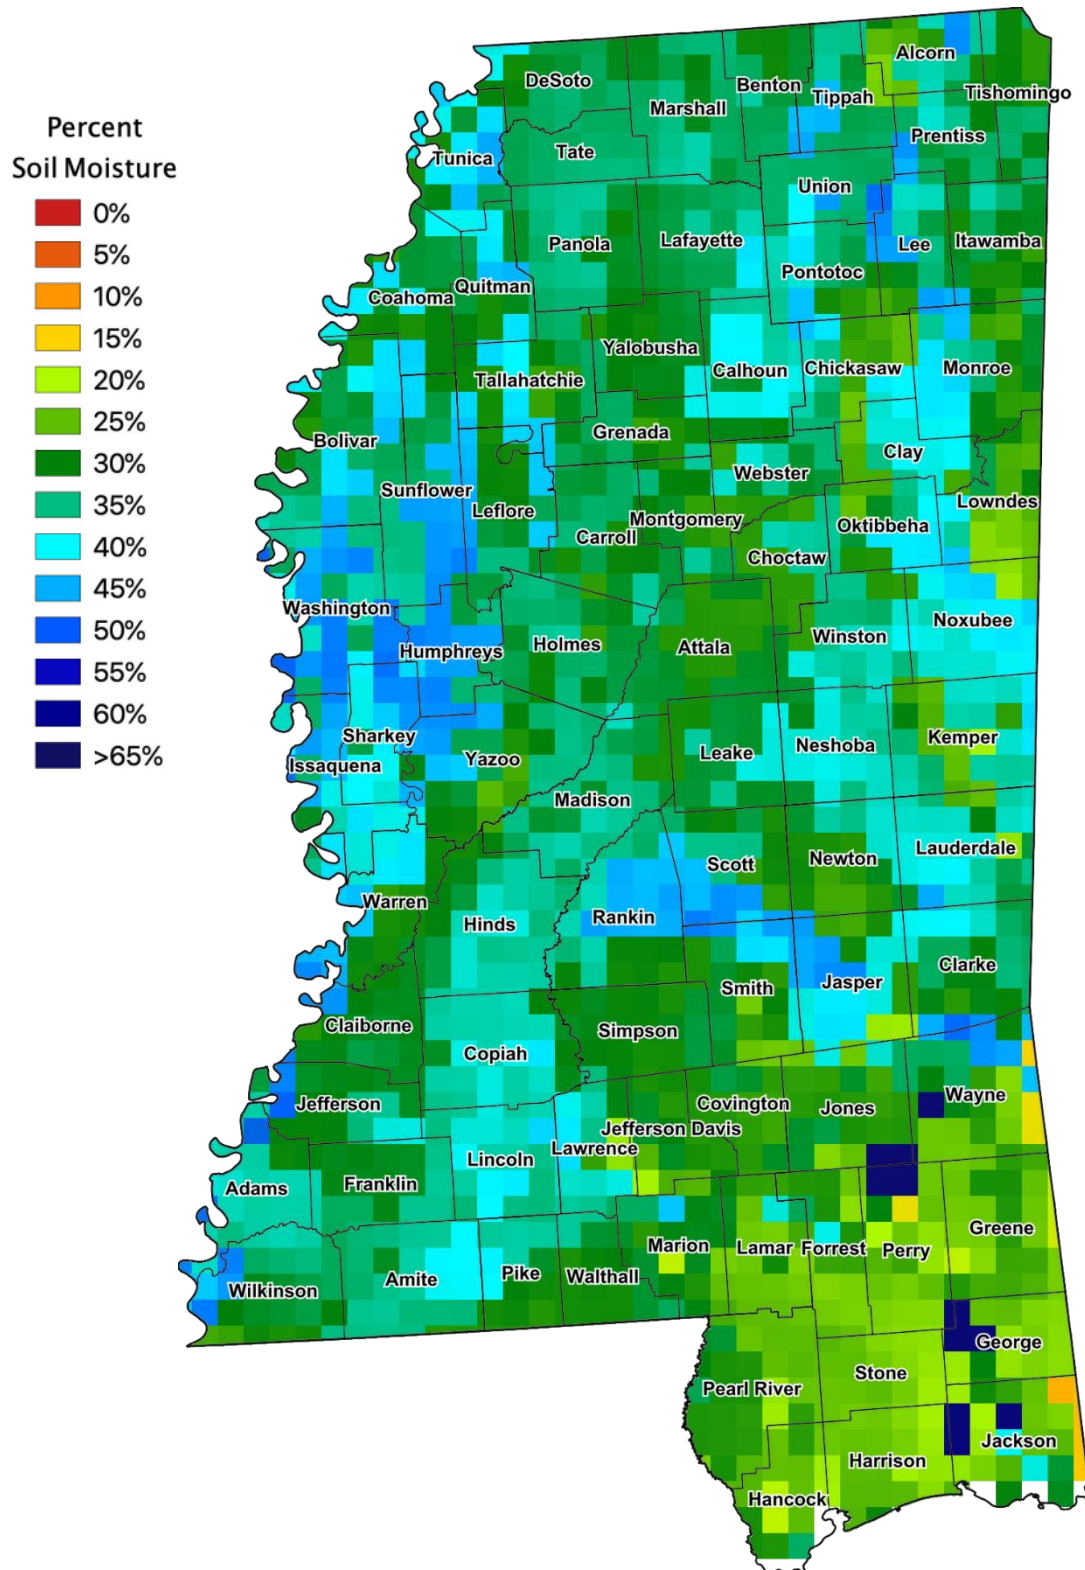 Percent
Soil Moisture
0%
5%
10%
15%
20%
25%
30%
35%
40%
45%
50%
55%
60%
>65%
Alcorn
DeSoto
Benton
Tippah
Tishomingo
Marshall
Prentiss
Tunica
Tate
Union
Panola
Lafayette
Lee
Itawamba
Pontotoc
Quitman
Coahoma
Yalobusha
Calhoun
Chickasaw
Monroe
Tallahatchie
Bolivar
Grenada
Clay
Webster
Sunflower
Leflore
Montgomery
Oktibbeha
Lowndes
Carroll
Choctaw
Washington
Humphreys
Holmes
Attala
Winston
Noxubee
Sharkey
Issaquena
Yazoo
Leake
Neshoba
Kemper
Madison
Scott
Newton
Lauderdale
Warren
Hinds
Rankin
Smith
Jasper
Clarke
Claiborne
Simpson
Copiah
Jefferson
Covington
Jones
Wayne
Jefferson Davis
Lawrence
Lincoln
Adams
Franklin
Greene
Marion
Lamar
Forrest
Perry
Wilkinson
Amite
Pike
Walthall
George
Stone
Pearl River
Jackson
Harrison
Hancock